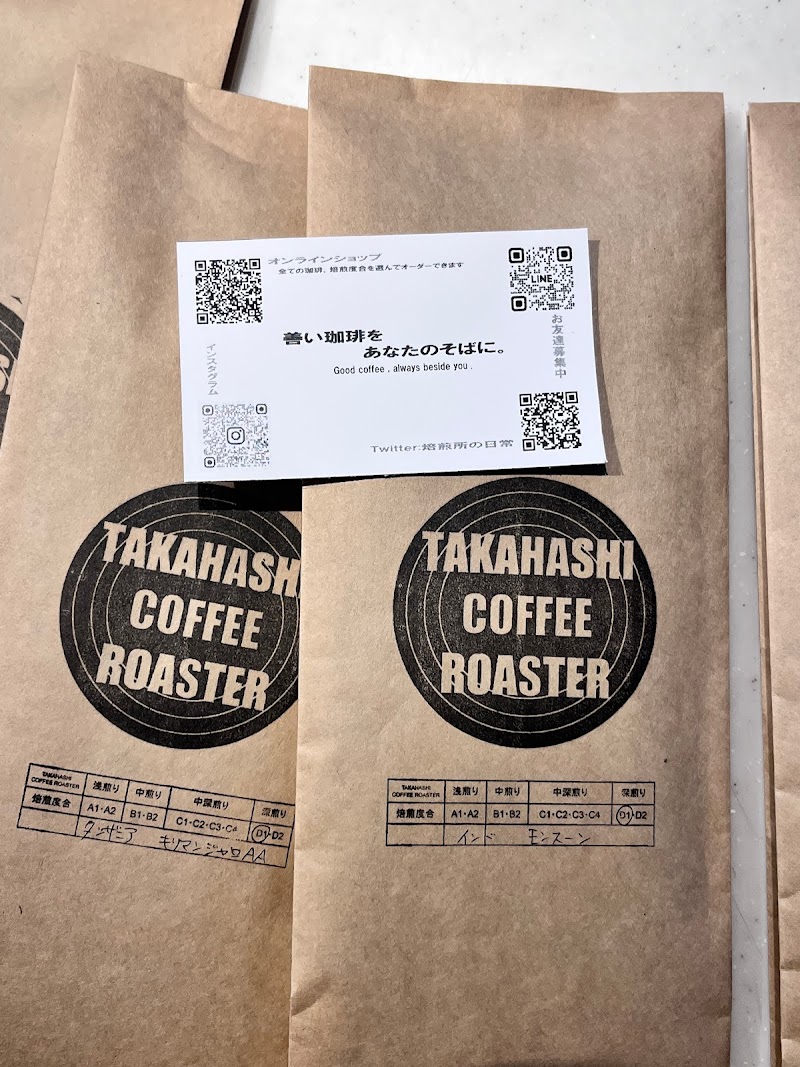 オンラインショップ
全ての珈琲、焙煎度合を選んでオーダーできます
LINE
お友達募集中
善い珈琲を
あなたのそばに。
Good coffee , always beside you .
インスタグラム
Twitter:焙煎所の日常
TAKAHASH
COFFEE
ROASTER
TAKAHASHI
COFFEE ROASTER 浅煎り 中煎り 中深煎り 深煎り
焙煎度合 A1・A2 B1・B2 C1・C2・C3・C4 D1・D2
タンザニア キリマンジャロAA
TAKAHASHI
COFFEE
ROASTER
TAKAHASHI
COFFEE ROASTER 浅煎り 中煎り 中深煎り 深煎り
焙煎度合 A1・A2 B1・B2 C1・C2・C3・C4 D1・D2
インド モンスーン